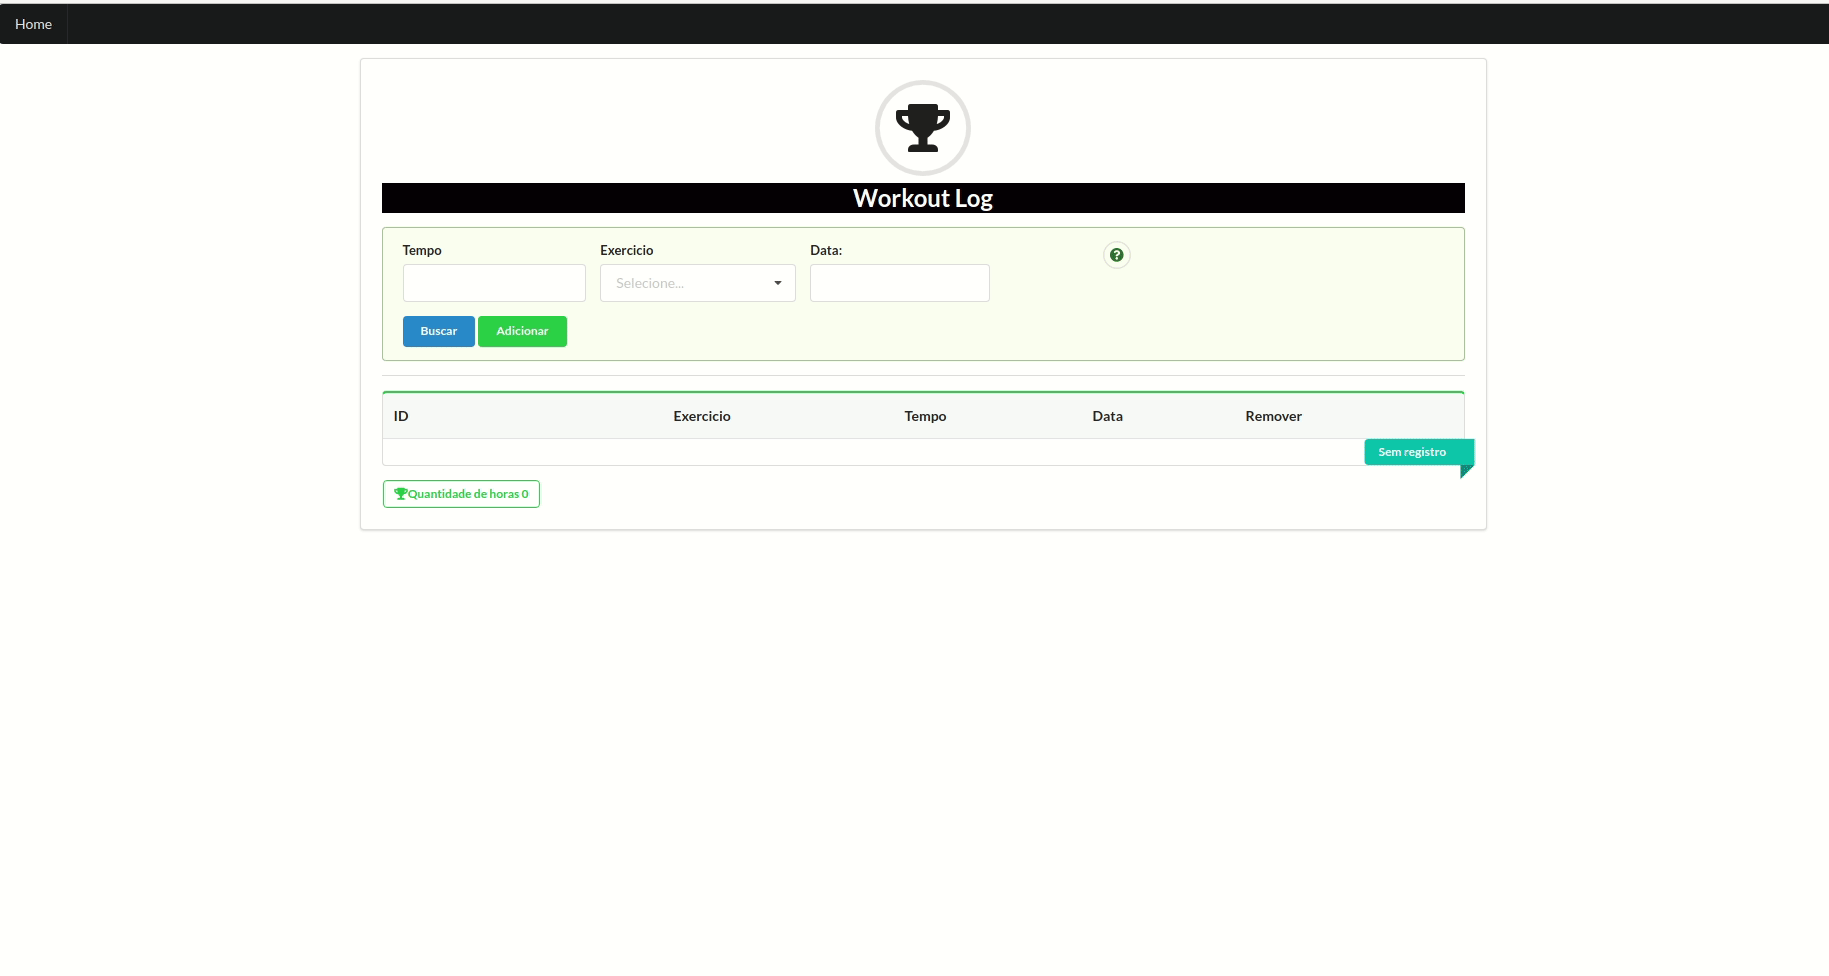 Home
Workout Log
Tempo Exercicio Data:
Selecione...
Buscar Adicionar
ID Exercicio Tempo Data Remover
Sem registro
Quantidade de horas 0